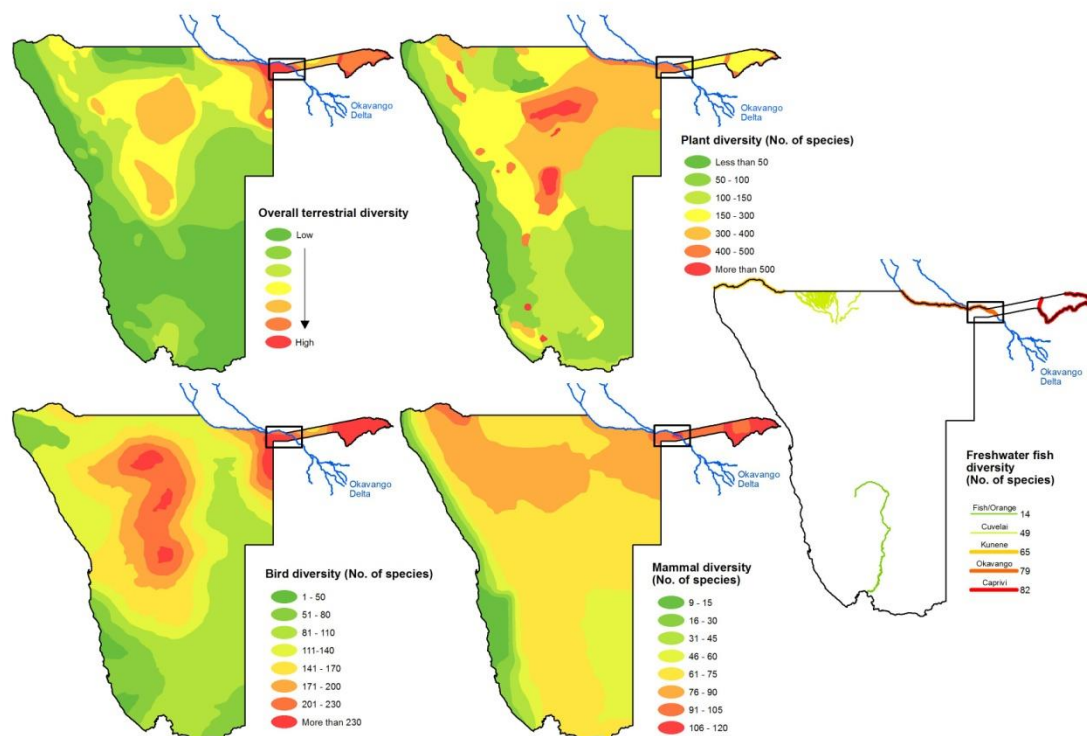 Okavango
Delta
Overall terrestrial diversity
Low
High
Okavango
Delta
Plant diversity (No. of species)
Less than 50
50 - 100
100 -150
150 - 300
300 - 400
400 - 500
More than 500
Okavango
Delta
Freshwater fish
diversity
(No. of species)
Fish/Orange 14
Cuvelai 49
Kunene 65
Okavango 79
Caprivi 82
Okavango
Delta
Bird diversity (No. of species)
1 - 50
51 - 80
81 - 110
111-140
141 - 170
171 - 200
201 - 230
More than 230
Okavango
Delta
Mammal diversity
(No. of species)
9 - 15
16 - 30
31 - 45
46 - 60
61 - 75
76 - 90
91 - 105
106 - 120